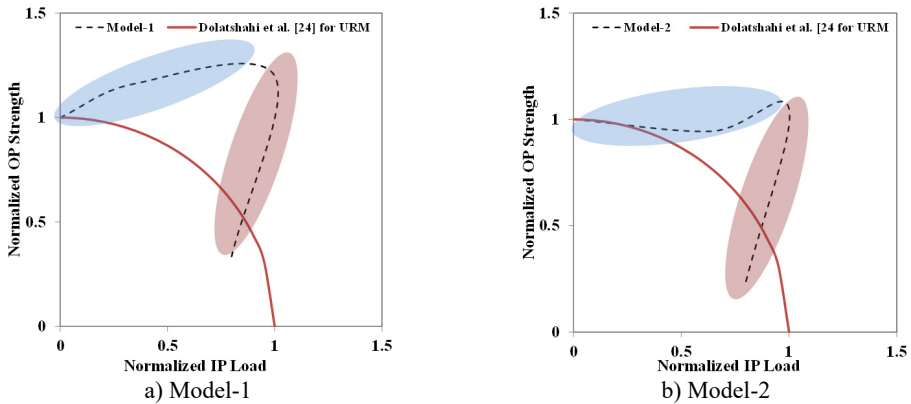 1.5
Model-1
Dolatshahi et al. [24] for URM
Normalized OP Strength
1
0.5
0
0
0.5
1
1.5
Normalized IP Load
a) Model-1
1.5
Model-2
Dolatshahi et al. [24 for URM
Normalized OP Strength
1
0.5
0
0
0.5
1
1.5
Normalized IP Load
b) Model-2